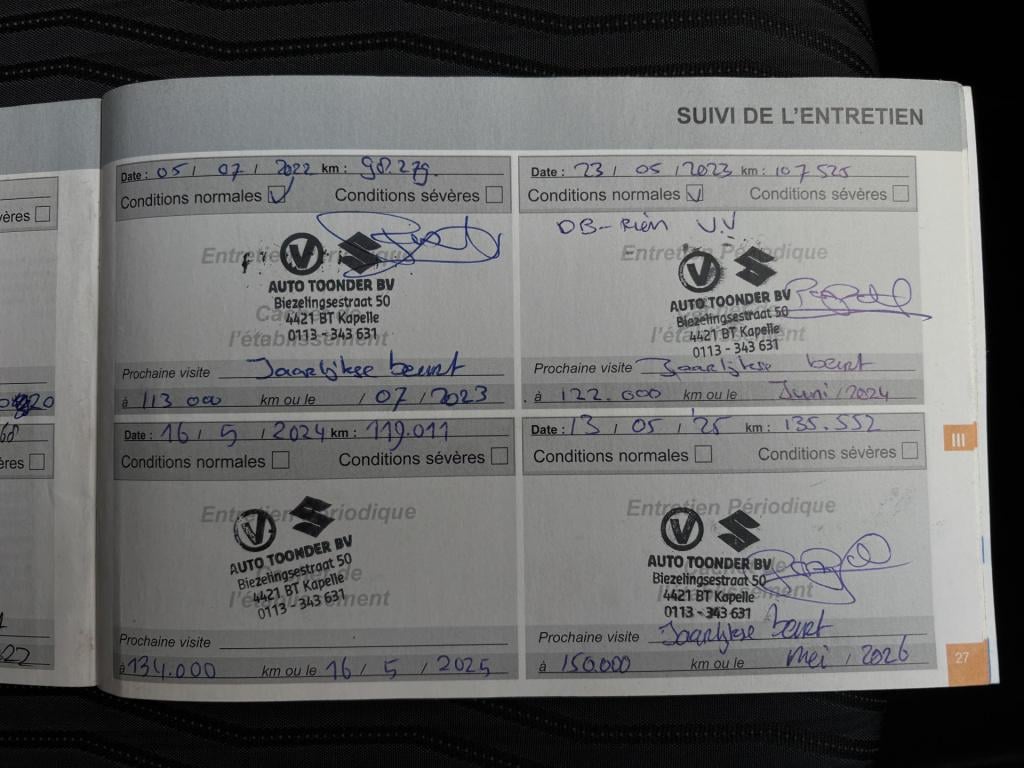 SUIVI DE L'ENTRETIEN
Date : 05 / 07 / 2022 km : 98.279
Conditions normales Conditions sévères
Entretien Périodique
AUTO TOONDER BV
Biezelingsestraat 50
4421 BT Kapelle
0113 - 343 631
l'établissement
Prochaine visite Jaarlijkse beurt
à 113 000 km ou le / 07 / 2023
Date : 23 / 05 / 2023 km : 107 525
Conditions normales Conditions sévères
DB-Riem V.V
Entretien Périodique
AUTO TOONDER BV
Biezelingsestraat 50
4421 BT Kapelle
0113 - 343 631
l'établissement
Prochaine visite Jaarlijkse beurt
à 122.000 km ou le Juni / 2024
Date : 16 / 5 / 2024 km : 119.011
Conditions normales Conditions sévères
Entretien Périodique
AUTO TOONDER BV
Biezelingsestraat 50
4421 BT Kapelle
0113 - 343 631
l'établissement
Prochaine visite
à 134.000 km ou le 16 / 5 / 2025
Date : 13 / 05 / '25 km : 135.552
Conditions normales Conditions sévères
Entretien Périodique
AUTO TOONDER BV
Biezelingsestraat 50
4421 BT Kapelle
0113 - 343 631
Prochaine visite Jaarlijkse beurt
à 150.000 km ou le mei / 2026
III
27